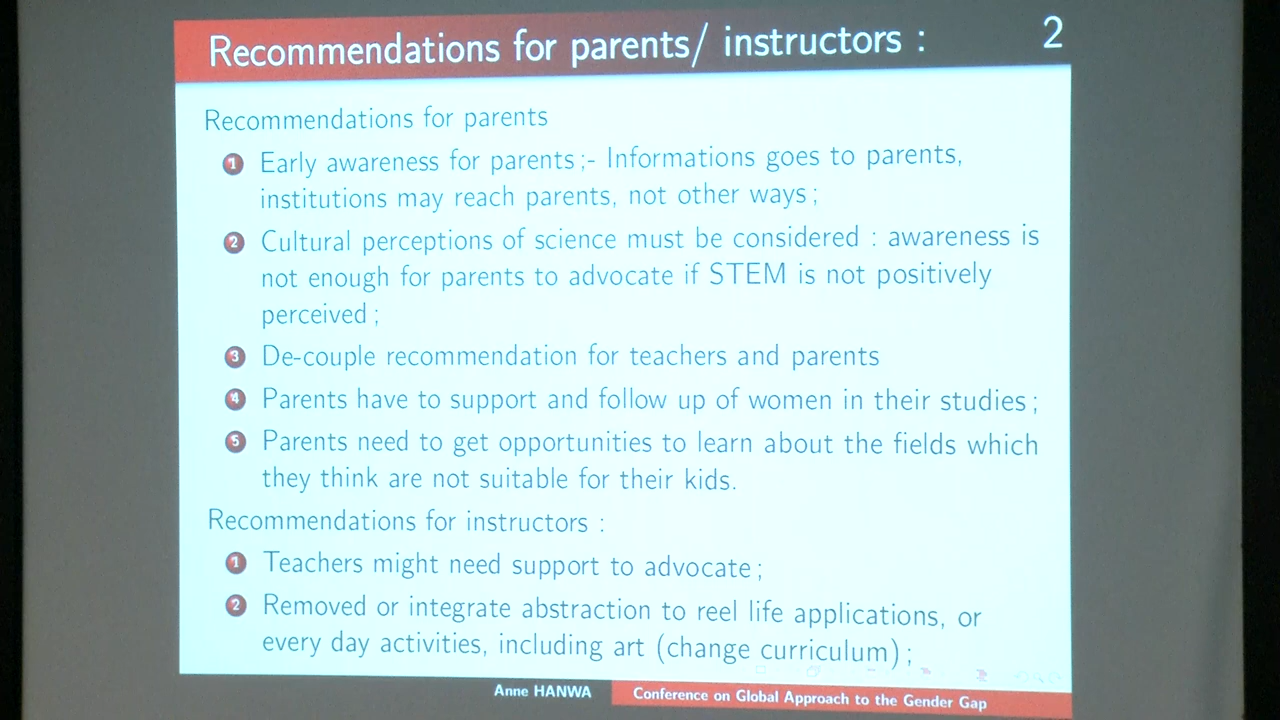 Recommendations for parents/ instructors :
2
Recommendations for parents
1 Early awareness for parents ;- Informations goes to parents,
institutions may reach parents, not other ways ;
2 Cultural perceptions of science must be considered : awareness is
not enough for parents to advocate if STEM is not positively
perceived ;
3 De-couple recommendation for teachers and parents
4 Parents have to support and follow up of women in their studies ;
5 Parents need to get opportunities to learn about the fields which
they think are not suitable for their kids.
Recommendations for instructors :
1 Teachers might need support to advocate ;
2 Removed or integrate abstraction to reel life applications, or
every day activities, including art (change curriculum) ;
Anne HANWA
Conference on Global Approach to the Gender Gap